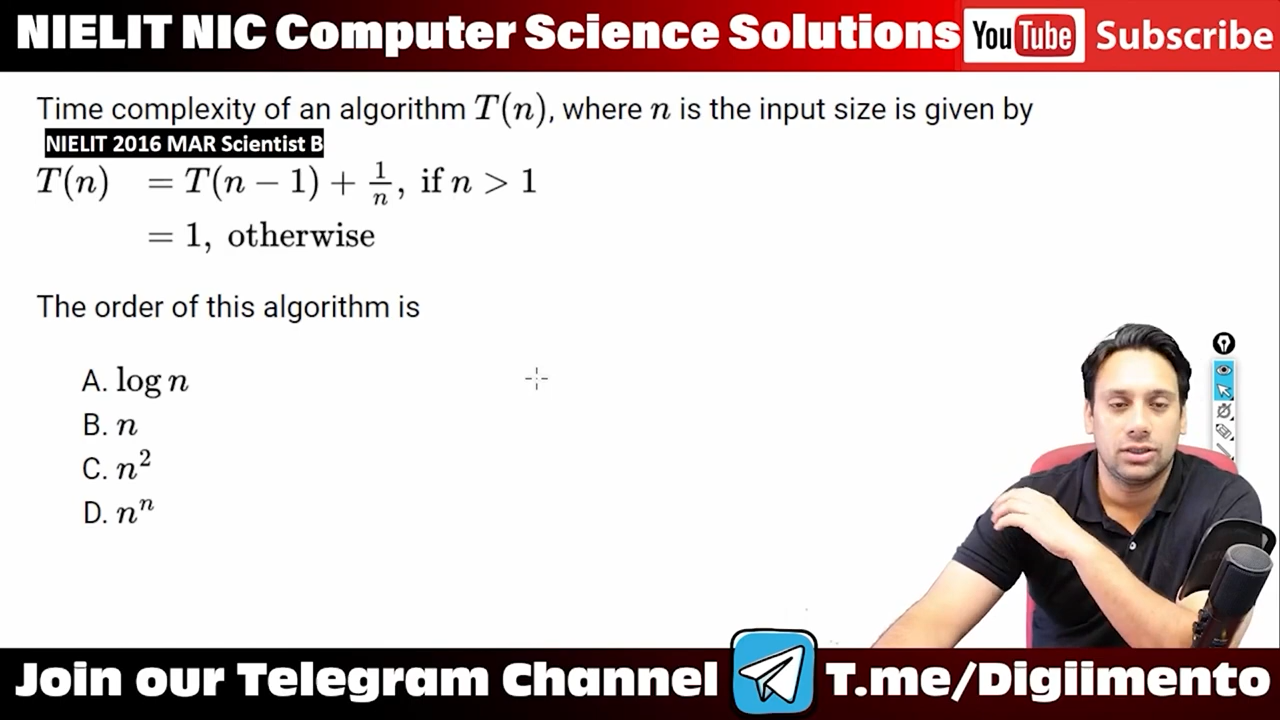 NIELIT NIC Computer Science Solutions YouTube Subscribe
Time complexity of an algorithm T(n), where n is the input size is given by
NIELIT 2016 MAR Scientist B
T(n) = T(n − 1) + 1/n, if n > 1
= 1, otherwise
The order of this algorithm is
A. log n
B. n
C. n²
D. nⁿ
Join our Telegram Channel T.me/Digiimento